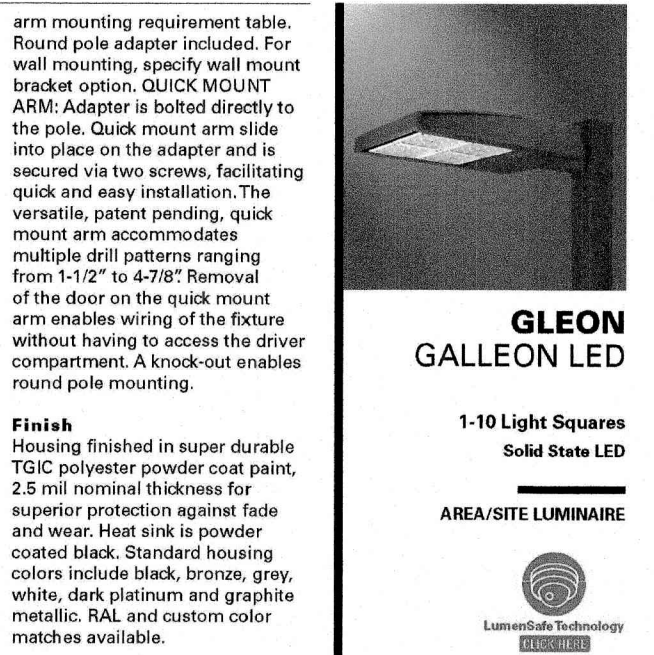 arm mounting requirement table.
Round pole adapter included. For
wall mounting, specify wall mount
bracket option. QUICK MOUNT
ARM: Adapter is bolted directly to
the pole. Quick mount arm slide
into place on the adapter and is
secured via two screws, facilitating
quick and easy installation. The
versatile, patent pending, quick
mount arm accommodates
multiple drill patterns ranging
from 1-1/2" to 4-7/8". Removal
of the door on the quick mount
arm enables wiring of the fixture
without having to access the driver
compartment. A knock-out enables
round pole mounting.
Finish
Housing finished in super durable
TGIC polyester powder coat paint,
2.5 mil nominal thickness for
superior protection against fade
and wear. Heat sink is powder
coated black. Standard housing
colors include black, bronze, grey,
white, dark platinum and graphite
metallic. RAL and custom color
matches available.
GLEON
GALLEON LED
1-10 Light Squares
Solid State LED
AREA/SITE LUMINAIRE
LumenSafe Technology
CLICK HERE